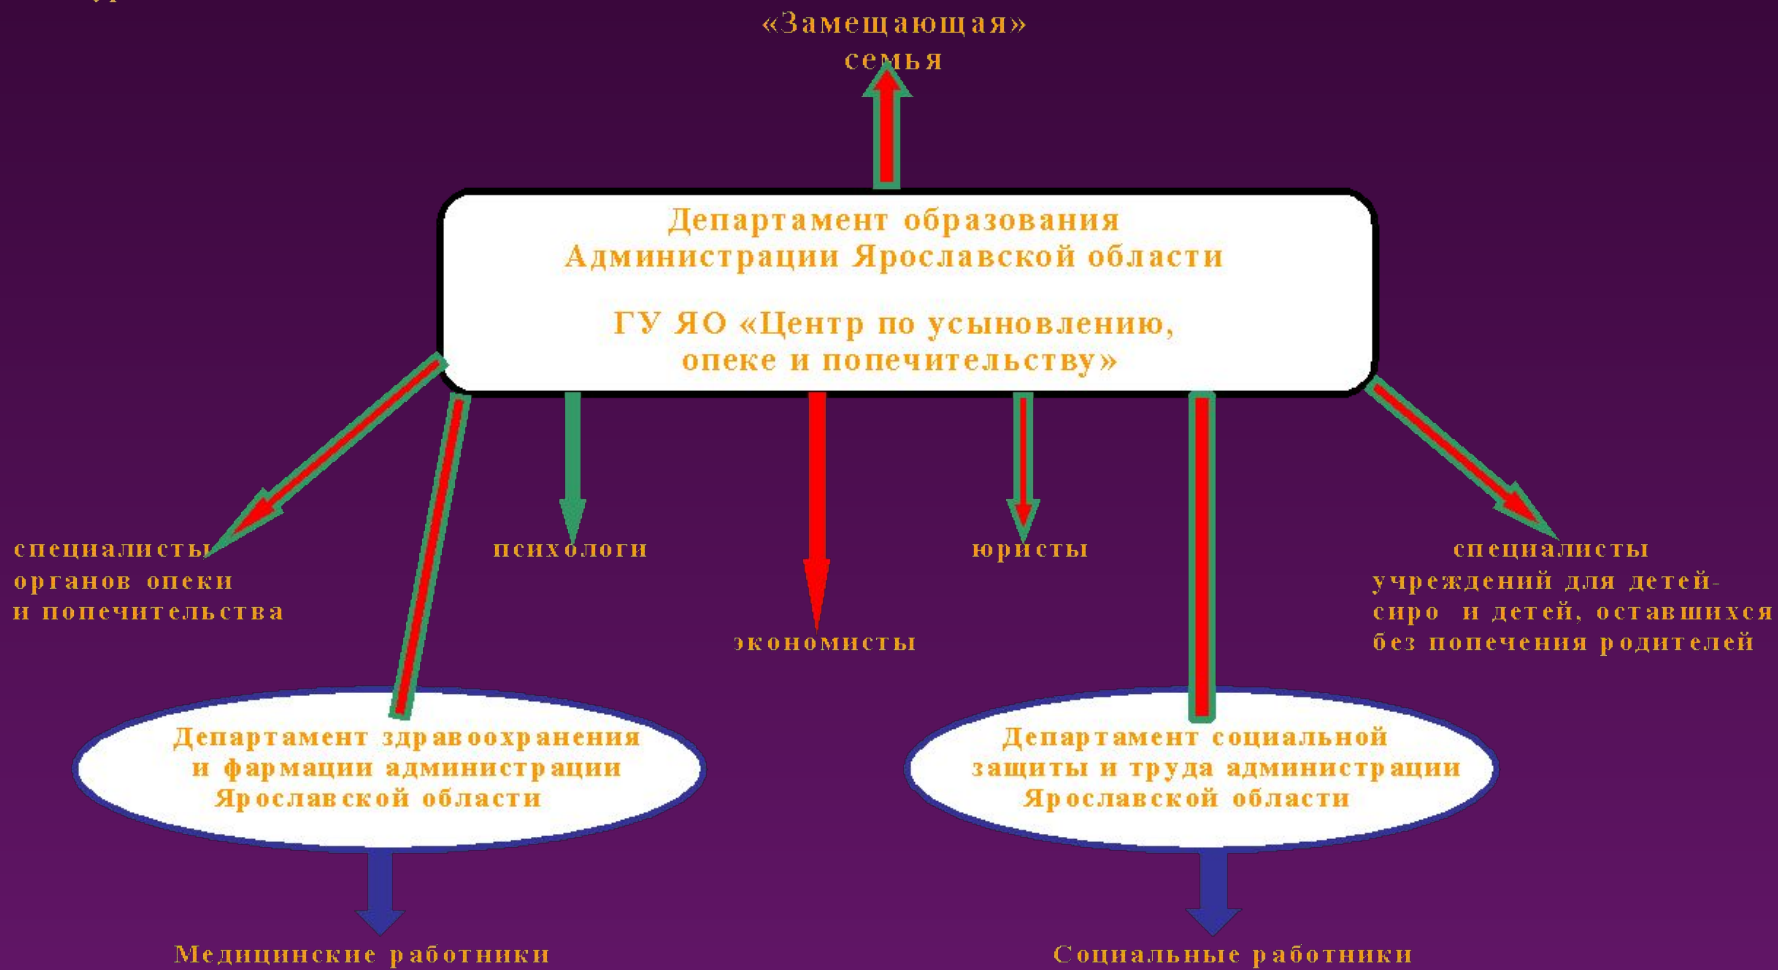 «Замещающая»
семья
Департамент образования
Администрации Ярославской области
ГУ ЯО «Центр по усыновлению,
опеке и попечительству»
специалисты
органов опеки
и попечительства
психологи
экономисты
юристы
специалисты
учреждений для детей-
сиро и детей, оставшихся
без попечения родителей
Департамент здравоохранения
и фармации администрации
Ярославской области
Департамент социальной
защиты и труда администрации
Ярославской области
Медицинские работники
Социальные работники